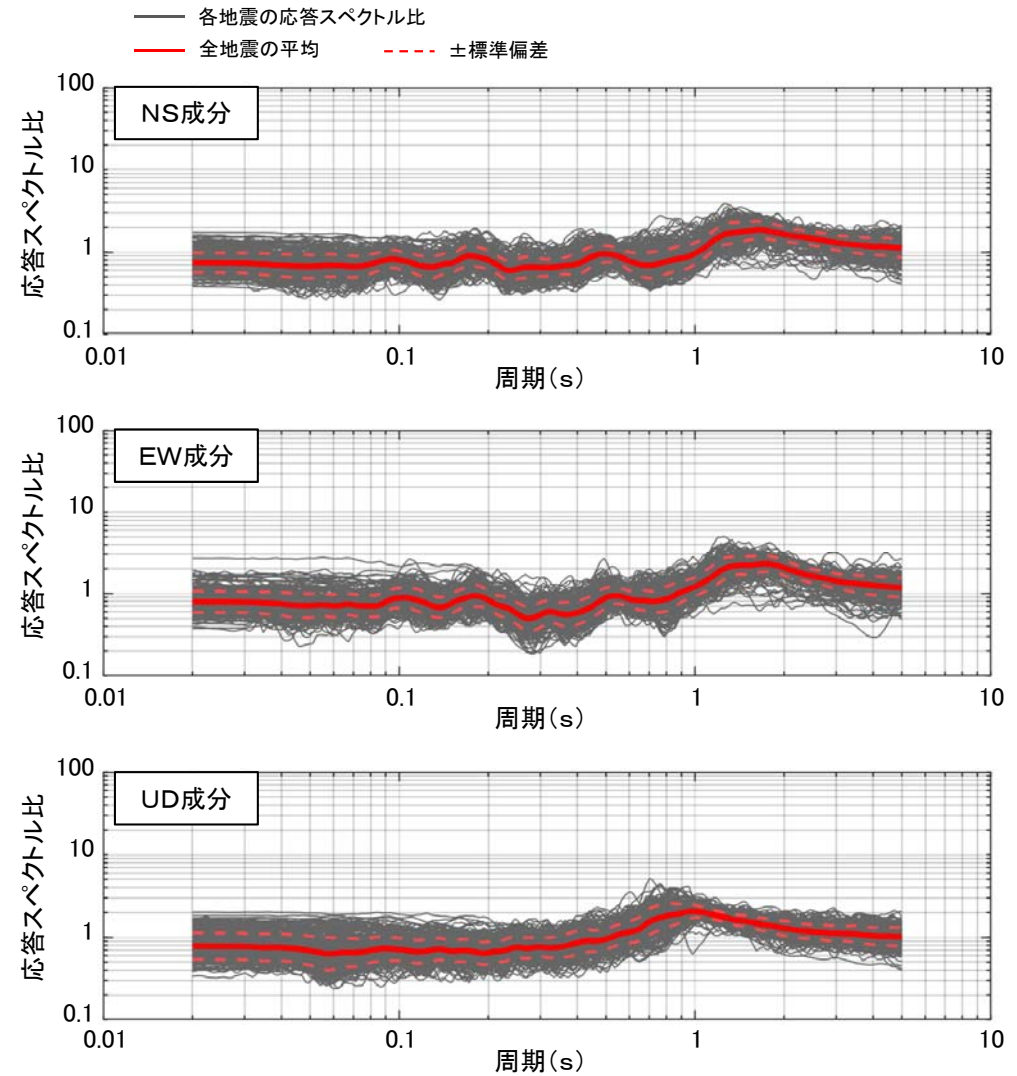 各地震の応答スペクトル比
全地震の平均 ±標準偏差
NS成分
応答スペクトル比
100
10
1
0.1
0.01 0.1 1 10
周期(s)
EW成分
応答スペクトル比
100
10
1
0.1
0.01 0.1 1 10
周期(s)
UD成分
応答スペクトル比
100
10
1
0.1
0.01 0.1 1 10
周期(s)